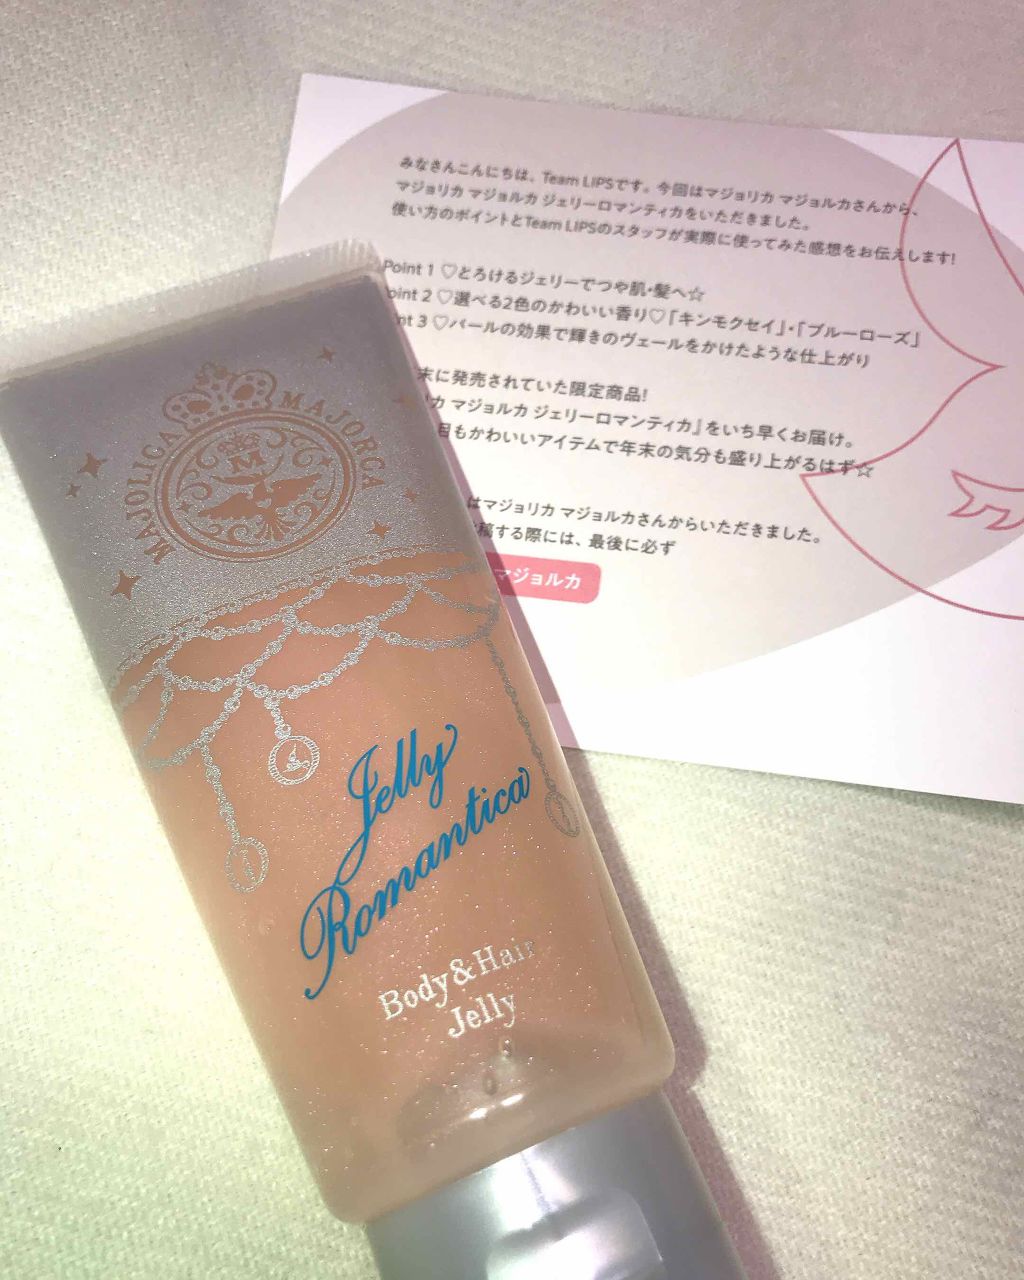 みなさんこんにちは、Team LIPSです。今回はマジョリカ マジョルカさんから、
マジョリカ マジョルカ ジェリーロマンティカをいただきました。
使い方のポイントとTeam LIPSのスタッフが実際に使ってみた感想をお伝えします!
Point 1 ♡とろけるジェリーでつや肌・髪へ☆
oint 2 ♡選べる2色のかわいい香り♡「キンモクセイ」・「ブルーローズ」
nt 3 ♡パールの効果で輝きのヴェールをかけたような仕上がり
末に発売されていた限定商品!
カ マジョルカ ジェリーロマンティカ』をいち早くお届け。
目もかわいいアイテムで年末の気分も盛り上がるはず☆
はマジョリカ マジョルカさんからいただきました。
稿する際には、最後に必ず
マジョルカ
MAJOLICA MAJORCA
M
Jelly
Romantica
Body&Hair
Jelly